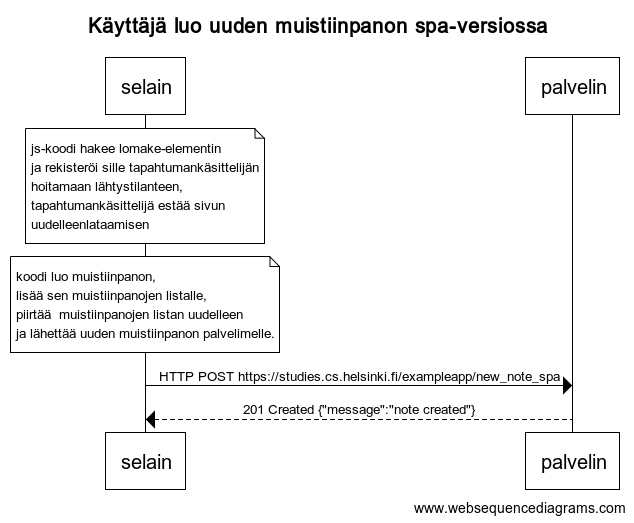 Käyttäjä luo uuden muistiinpanon spa-versiossa
selain
palvelin
js-koodi hakee lomake-elementin
ja rekisteröi sille tapahtumankäsittelijän
hoitamaan lähtystilanteen,
tapahtumankäsittelijä estää sivun
uudelleenlataamisen
koodi luo muistiinpanon,
lisää sen muistiinpanojen listalle,
piirtää  muistiinpanojen listan uudelleen
ja lähettää uuden muistiinpanon palvelimelle.
HTTP POST https://studies.cs.helsinki.fi/exampleapp/new_note_spa
201 Created {"message":"note created"}
selain
palvelin
www.websequencediagrams.com